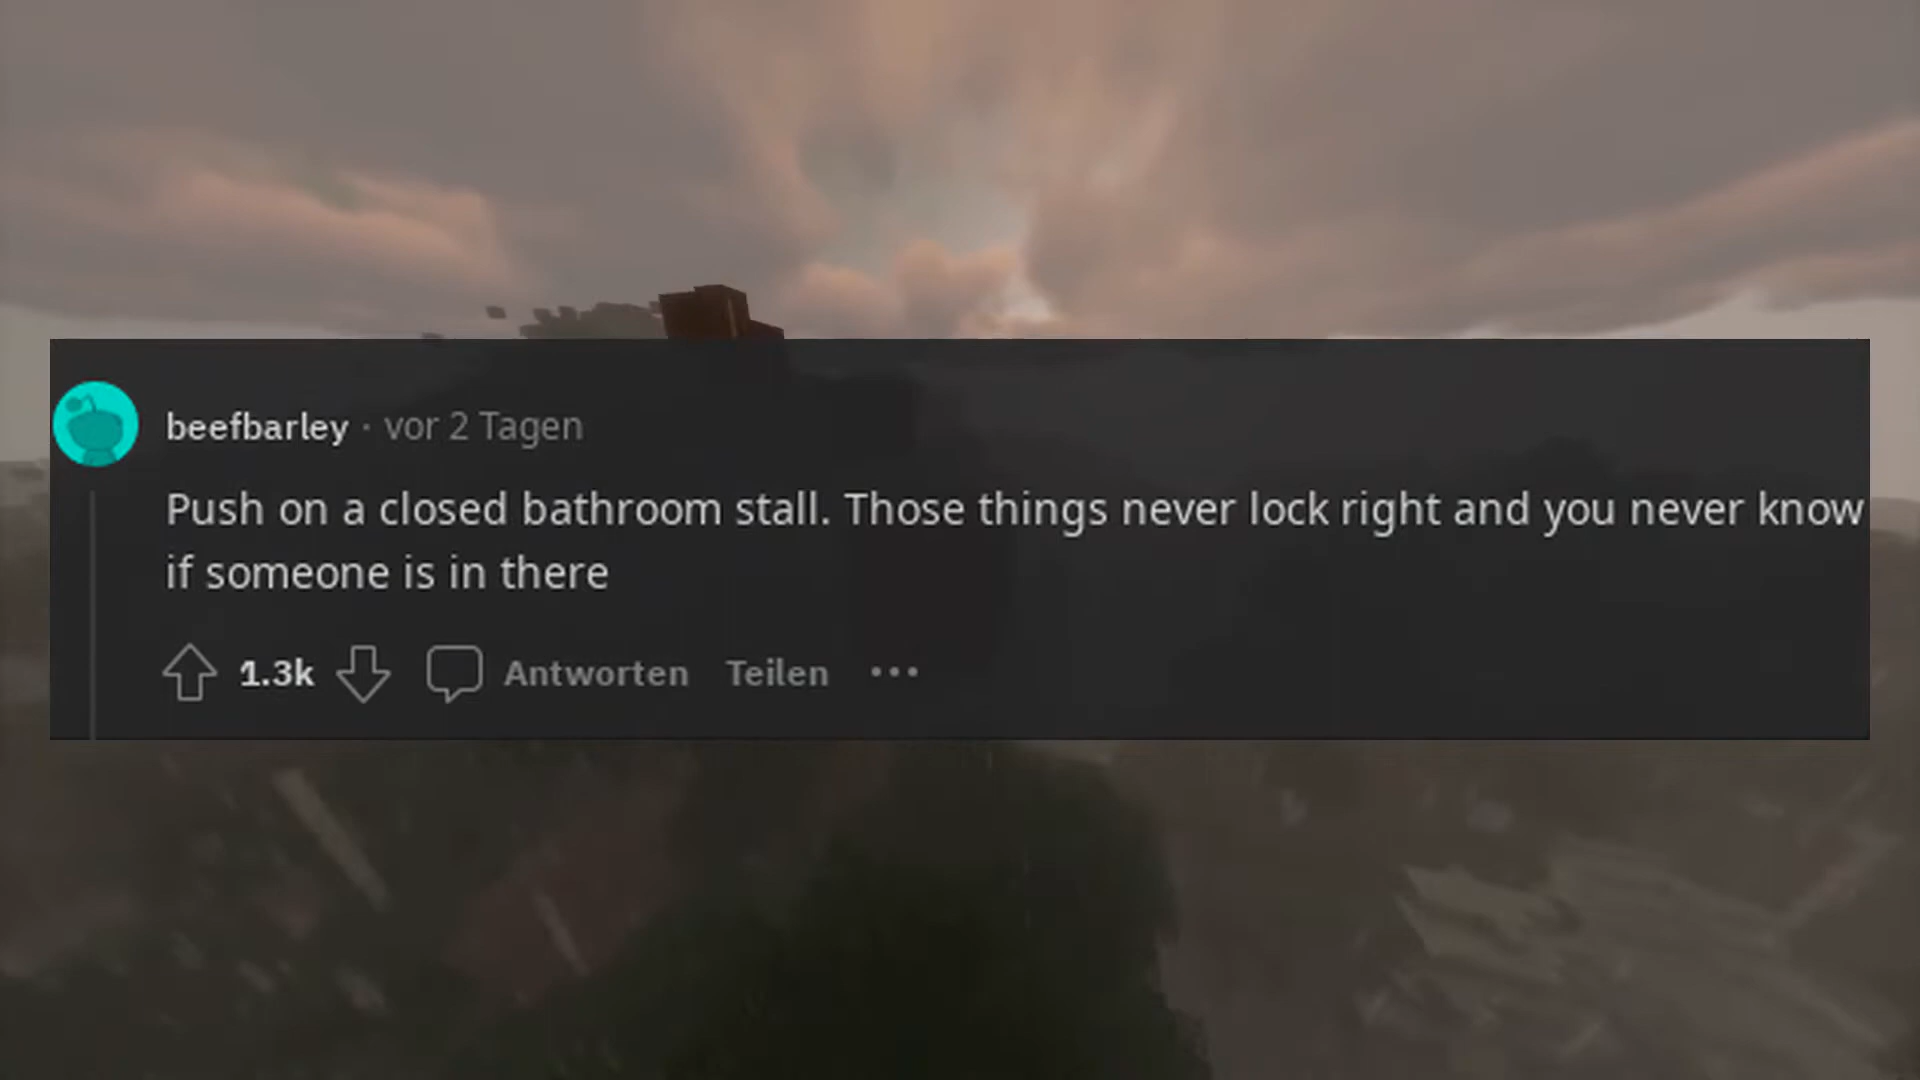 beefbarley · vor 2 Tagen
Push on a closed bathroom stall. Those things never lock right and you never know
if someone is in there
1.3k Antworten Teilen ...